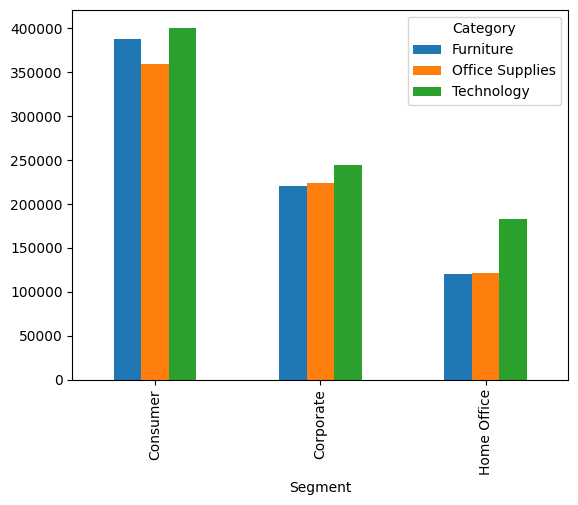 Category
Furniture
Office Supplies
Technology
400000
350000
300000
250000
200000
150000
100000
50000
0
Consumer
Corporate
Home Office
Segment